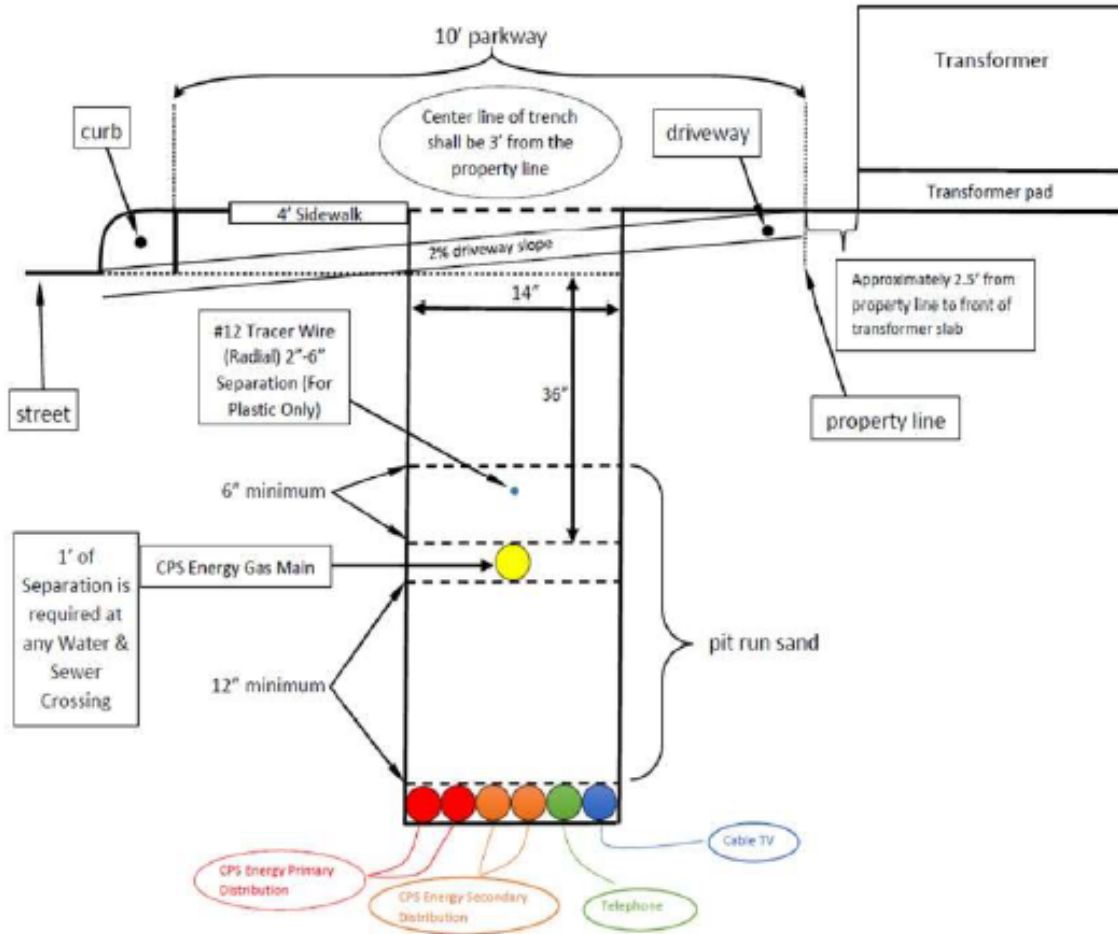 10' parkway
Transformer
Center line of trench
shall be 3' from the
property line
curb
driveway
Transformer pad
4' Sidewalk
2% driveway slope
Approximately 2.5' from
property line to front of
transformer slab
14"
#12 Tracer Wire
(Radial) 2"-6"
Separation (For
Plastic Only)
36"
street
property line
6" minimum
1' of
Separation is
required at
any Water &
Sewer
Crossing
CPS Energy Gas Main
pit run sand
12" minimum
Cable TV
CPS Energy Primary
Distribution
CPS Energy Secondary
Distribution
Telephone